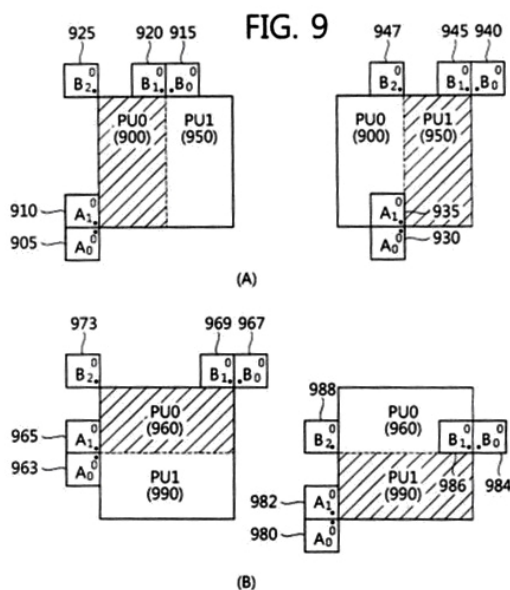 FIG. 9
925 920 915
B2 0 B1 0 B0 0
PU0 PU1
(900) (950)
910 A1 0
905 A0 0
947 945 940
B2 0 B1 0 B0 0
PU0 PU1
(900) (950)
A1 0 935
A0 0 930
(A)
973 969 967
B2 0 B1 0 B0 0
PU0
(960)
965 A1 0
963 A0 0
PU1
(990)
988
PU0
(960)
B2 0 B1 0 B0 0
986 984
PU1
(990)
982 A1 0
980 A0 0
(B)